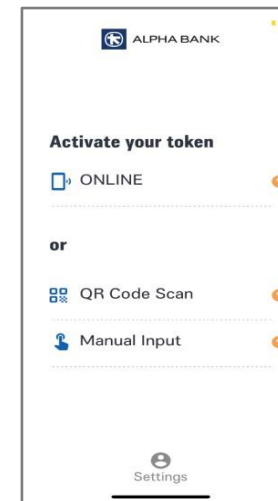 ALPHA BANK
Activate your token
ONLINE
or
QR Code Scan
Manual Input
Settings